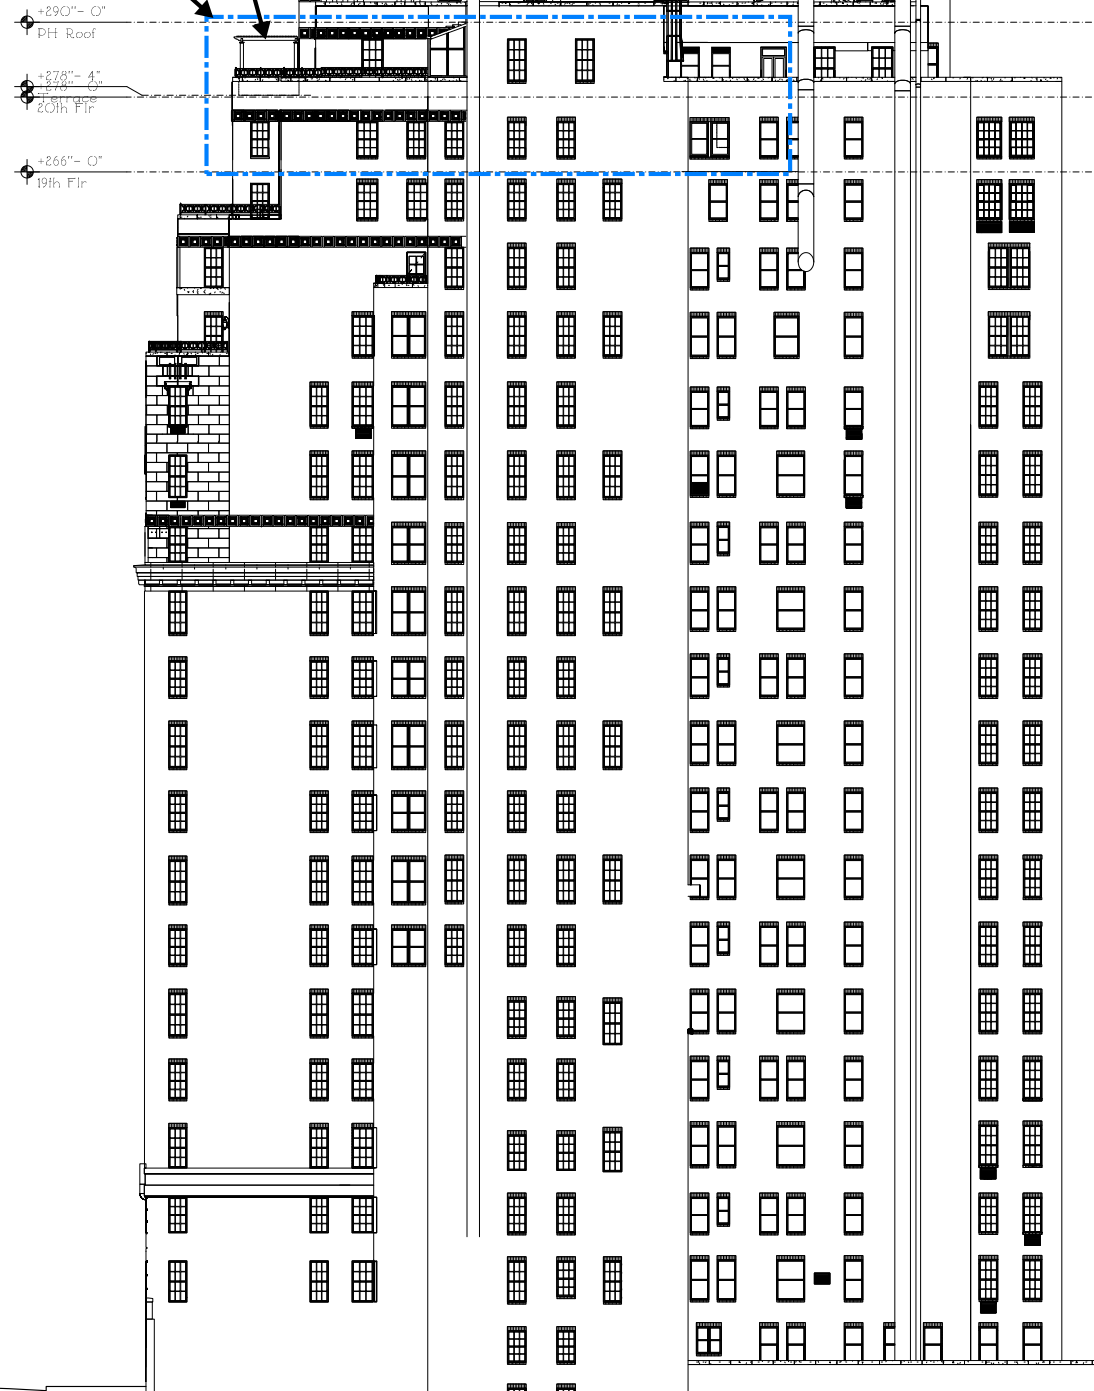 +290"- 0"
PH Roof
+278"- 4"
+278"- 0"
Terrace
20th Flr
+266"- 0"
19th Flr